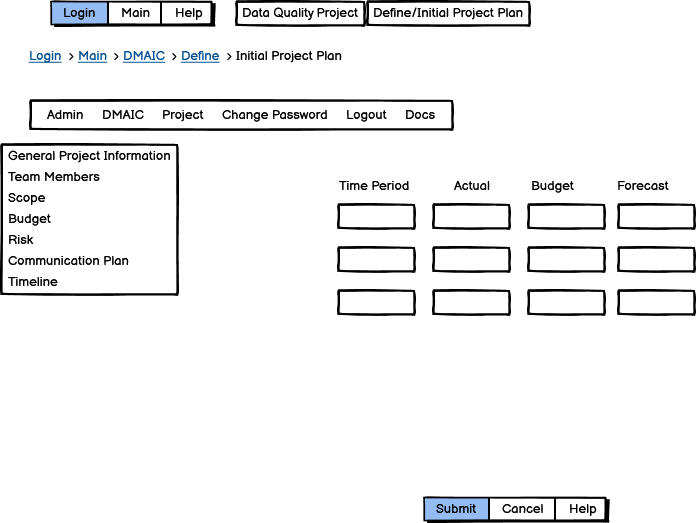 Login Main Help Data Quality Project Define/Initial Project Plan
Login > Main > DMAIC > Define > Initial Project Plan
Admin DMAIC Project Change Password Logout Docs
General Project Information
Team Members
Scope
Budget
Risk
Communication Plan
Timeline
Time Period Actual Budget Forecast
Submit Cancel Help